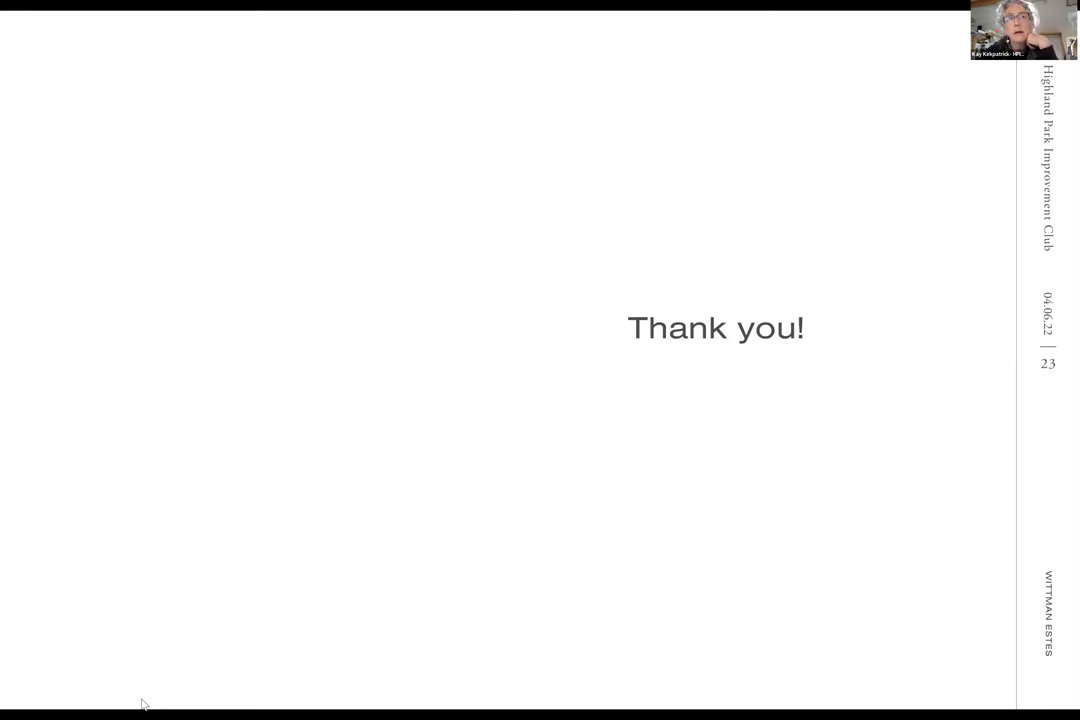 Kay Kirkpatrick- HPI...
Highland Park Improvement Club
04.06.22
23
Thank you!
WITTMAN ESTES